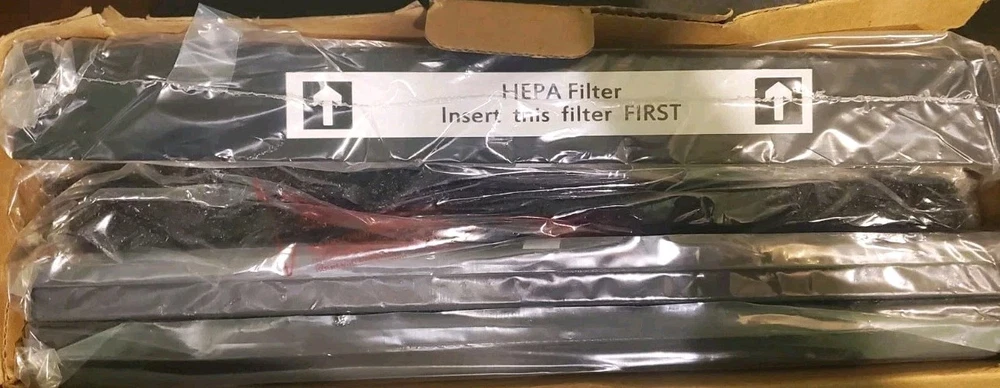 HEPA Filter
Insert this filter FIRST